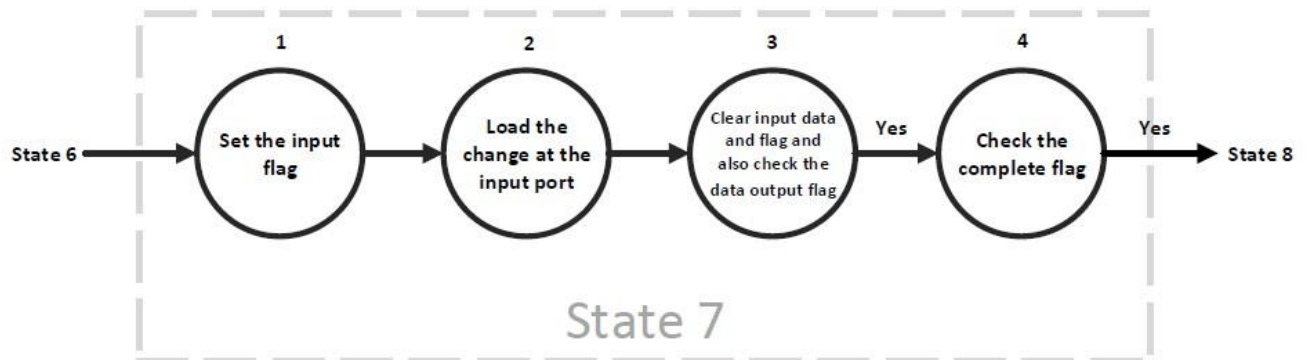 1
2
3
4
State 6
Set the input
flag
Load the
change at the
input port
Clear input data
and flag and
also check the
data output flag
Yes
Check the
complete flag
Yes
State 8
State 7